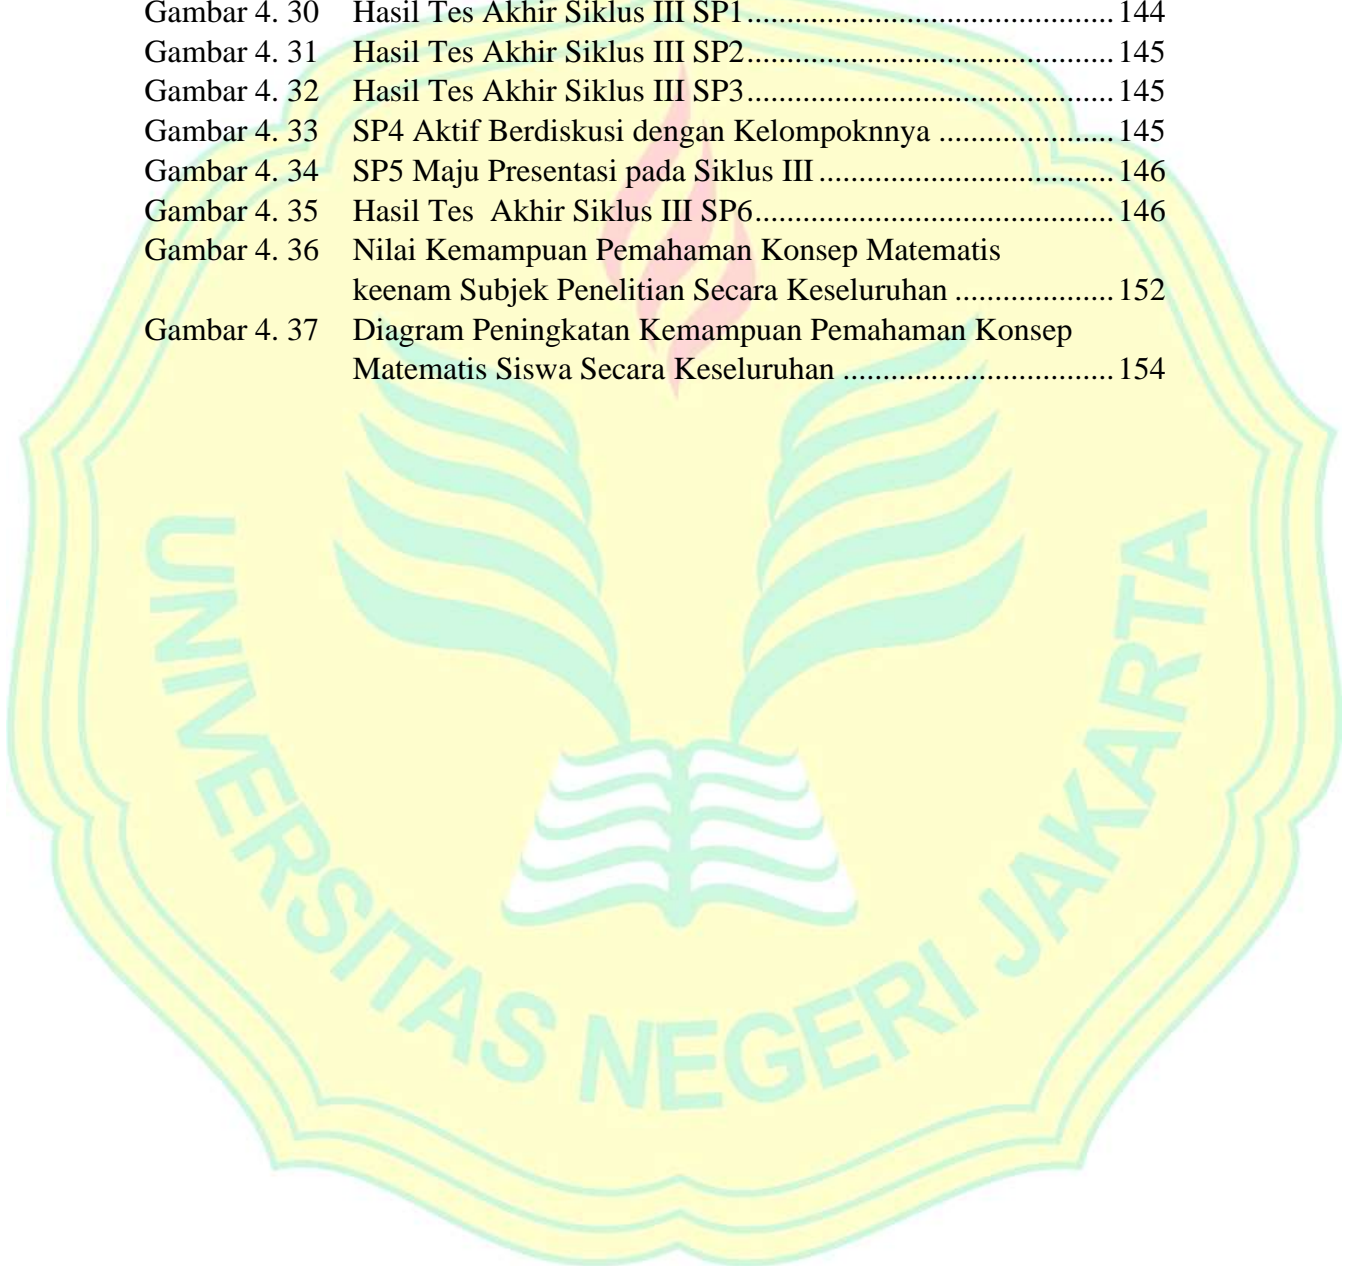 Gambar 4. 30 Hasil Tes Akhir Siklus III SP1............................................ 144
Gambar 4. 31 Hasil Tes Akhir Siklus III SP2............................................ 145
Gambar 4. 32 Hasil Tes Akhir Siklus III SP3............................................ 145
Gambar 4. 33 SP4 Aktif Berdiskusi dengan Kelompoknnya ..................... 145
Gambar 4. 34 SP5 Maju Presentasi pada Siklus III .................................... 146
Gambar 4. 35 Hasil Tes  Akhir Siklus III SP6........................................... 146
Gambar 4. 36 Nilai Kemampuan Pemahaman Konsep Matematis
keenam Subjek Penelitian Secara Keseluruhan ................... 152
Gambar 4. 37 Diagram Peningkatan Kemampuan Pemahaman Konsep
Matematis Siswa Secara Keseluruhan ................................. 154
UNIVERSITAS NEGERI JAKARTA